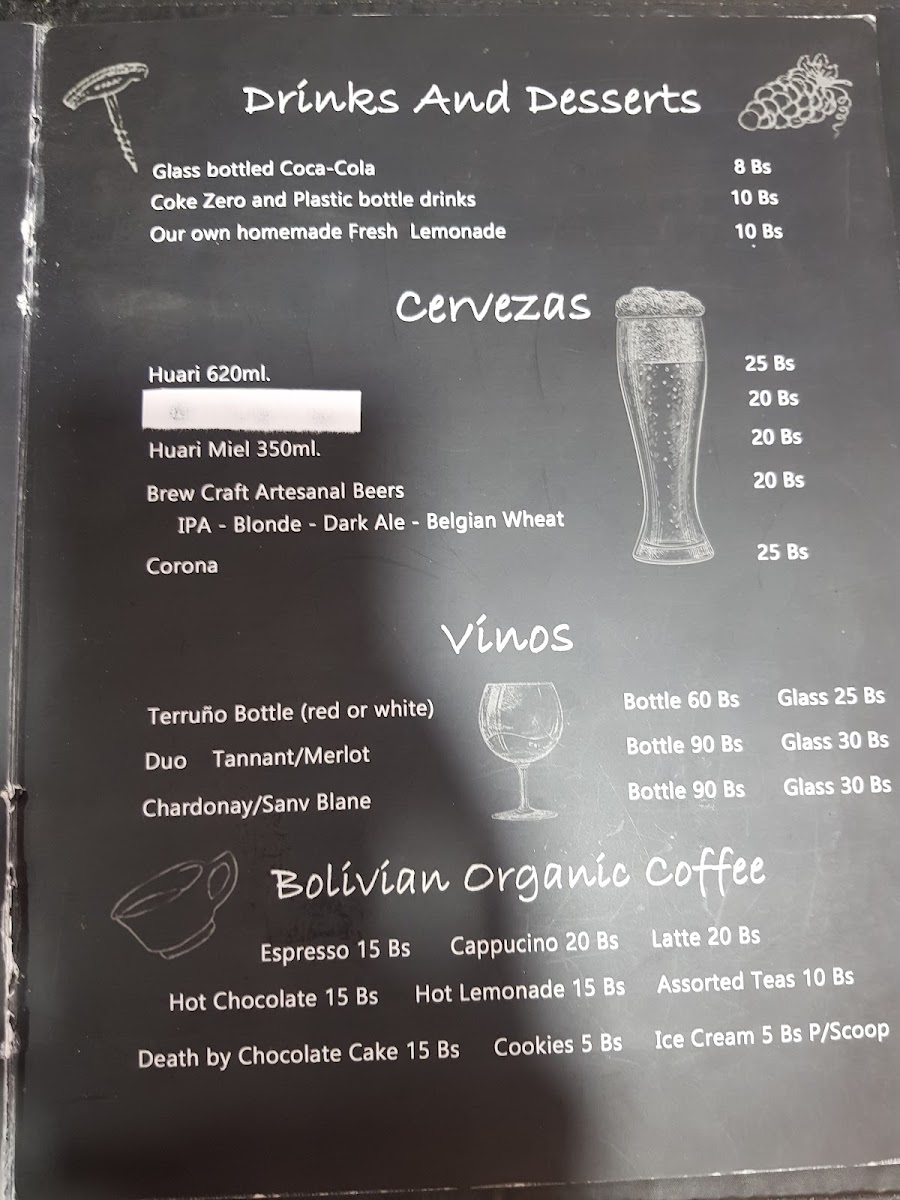 Drinks And Desserts
Glass bottled Coca-Cola 8 Bs
Coke Zero and Plastic bottle drinks 10 Bs
Our own homemade Fresh Lemonade 10 Bs
Cervezas
Huari 620ml. 25 Bs
20 Bs
Huari Miel 350ml. 20 Bs
Brew Craft Artesanal Beers 20 Bs
IPA - Blonde - Dark Ale - Belgian Wheat
Corona 25 Bs
Vinos
Terruño Bottle (red or white) Bottle 60 Bs Glass 25 Bs
Duo Tannant/Merlot Bottle 90 Bs Glass 30 Bs
Chardonay/Sanv Blane Bottle 90 Bs Glass 30 Bs
Bolivian Organic Coffee
Espresso 15 Bs Cappucino 20 Bs Latte 20 Bs
Hot Chocolate 15 Bs Hot Lemonade 15 Bs Assorted Teas 10 Bs
Death by Chocolate Cake 15 Bs Cookies 5 Bs Ice Cream 5 Bs P/Scoop